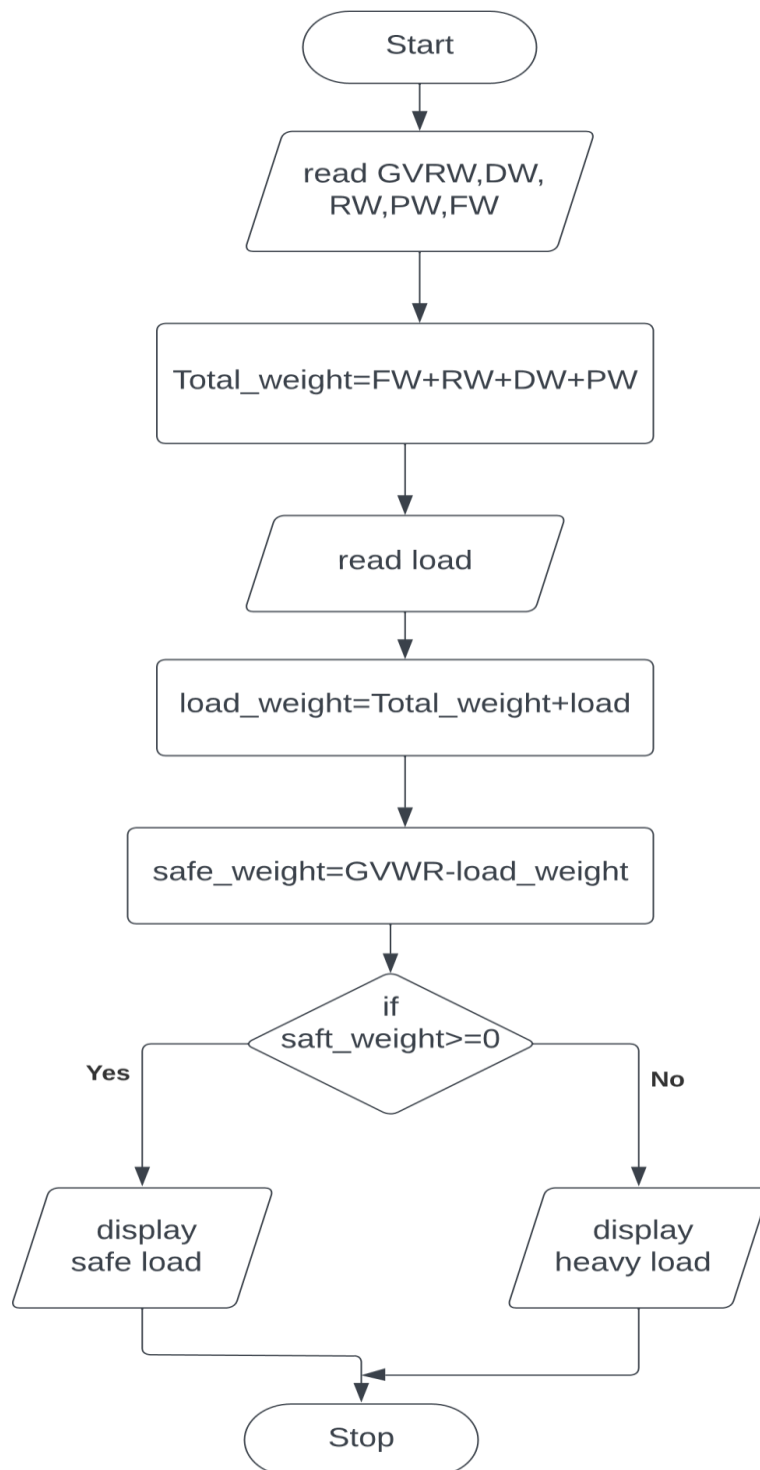 Start
read GVRW,DW,
RW,PW,FW
Total_weight=FW+RW+DW+PW
read load
load_weight=Total_weight+load
safe_weight=GVWR-load_weight
if
saft_weight>=0
Yes
No
display
safe load
display
heavy load
Stop